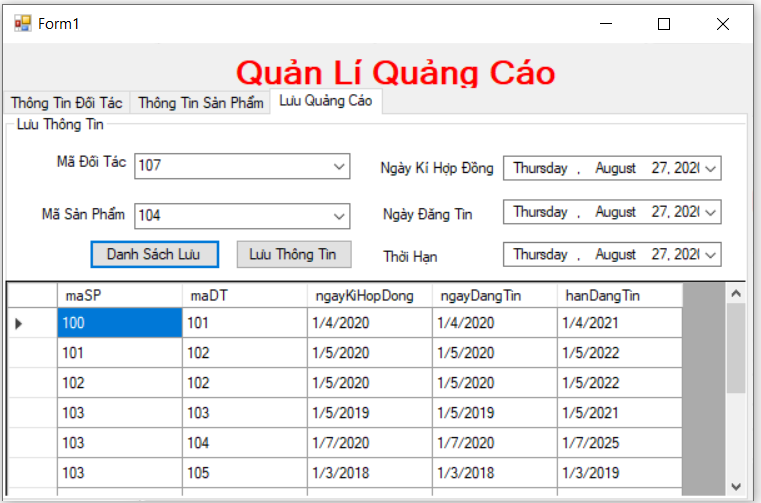 Form1
Quản Lí Quảng Cáo
Thông Tin Đối Tác Thông Tin Sản Phẩm Lưu Quảng Cáo
Lưu Thông Tin
Mã Đối Tác 107 Ngày Kí Hợp Đồng Thursday , August 27, 2020
Mã Sản Phẩm 104 Ngày Đăng Tin Thursday , August 27, 2020
Danh Sách Lưu Lưu Thông Tin Thời Hạn Thursday , August 27, 2020
maSP maDT ngayKiHopDong ngayDangTin hanDangTin
100 101 1/4/2020 1/4/2020 1/4/2021
101 102 1/5/2020 1/5/2020 1/5/2022
102 102 1/5/2020 1/5/2020 1/5/2022
103 103 1/5/2019 1/5/2019 1/5/2021
103 104 1/7/2020 1/7/2020 1/7/2025
103 105 1/3/2018 1/3/2018 1/3/2019